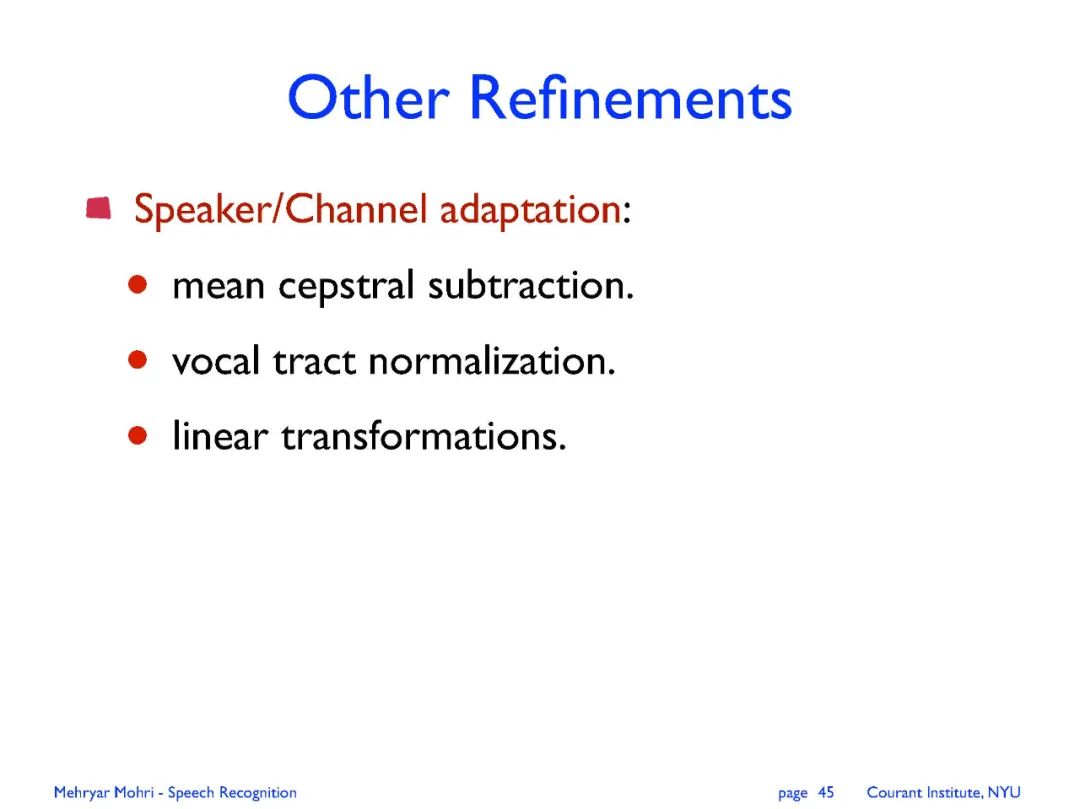 Other Refinements
Speaker/Channel adaptation:
mean cepstral subtraction.
vocal tract normalization.
linear transformations.
Mehryar Mohri - Speech Recognition page 45 Courant Institute, NYU